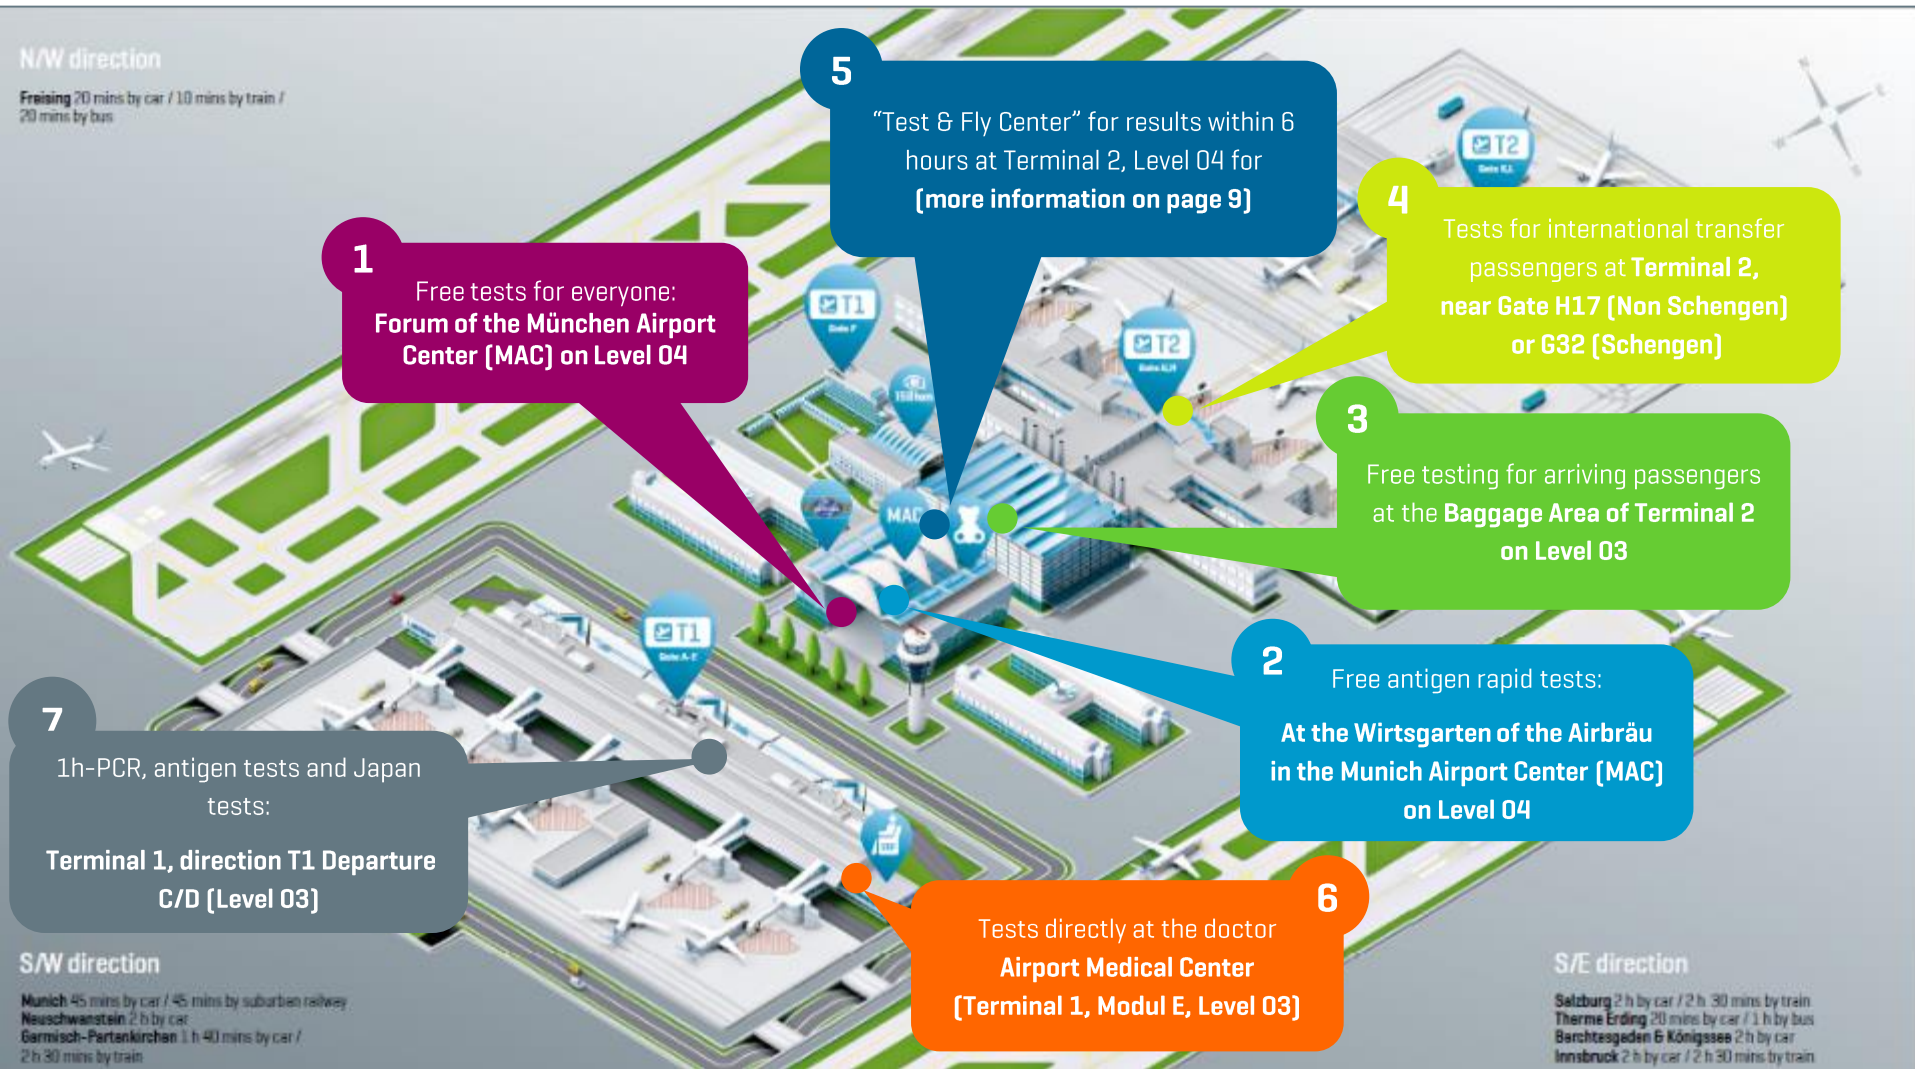 N/W direction
Freising 20 mins by car / 10 mins by train /
20 mins by bus
5
“Test & Fly Center” for results within 6
hours at Terminal 2, Level 04 for
(more information on page 9)
N
E
W
S
T2
4
Tests for international transfer
passengers at Terminal 2,
near Gate H17 (Non Schengen)
or G32 (Schengen)
1
Free tests for everyone:
Forum of the München Airport
Center (MAC) on Level 04
T1
Gate F
T2
3
Free testing for arriving passengers
at the Baggage Area of Terminal 2
on Level 03
MAC
T1
Gate A-E
2
Free antigen rapid tests:
At the Wirtsgarten of the Airbräu
in the Munich Airport Center (MAC)
on Level 04
7
1h-PCR, antigen tests and Japan
tests:
Terminal 1, direction T1 Departure
C/D (Level 03)
6
Tests directly at the doctor
Airport Medical Center
(Terminal 1, Modul E, Level 03)
S/W direction
Munich 45 mins by car / 45 mins by suburban railway
Neuschwanstein 2 h by car
Garmisch-Partenkirchen 1 h 40 mins by car /
2 h 30 mins by train
S/E direction
Salzburg 2 h by car / 2 h 30 mins by train
Therme Erding 20 mins by car / 1 h by bus
Berchtesgaden & Königssee 2 h by car
Innsbruck 2 h by car / 2 h 30 mins by train